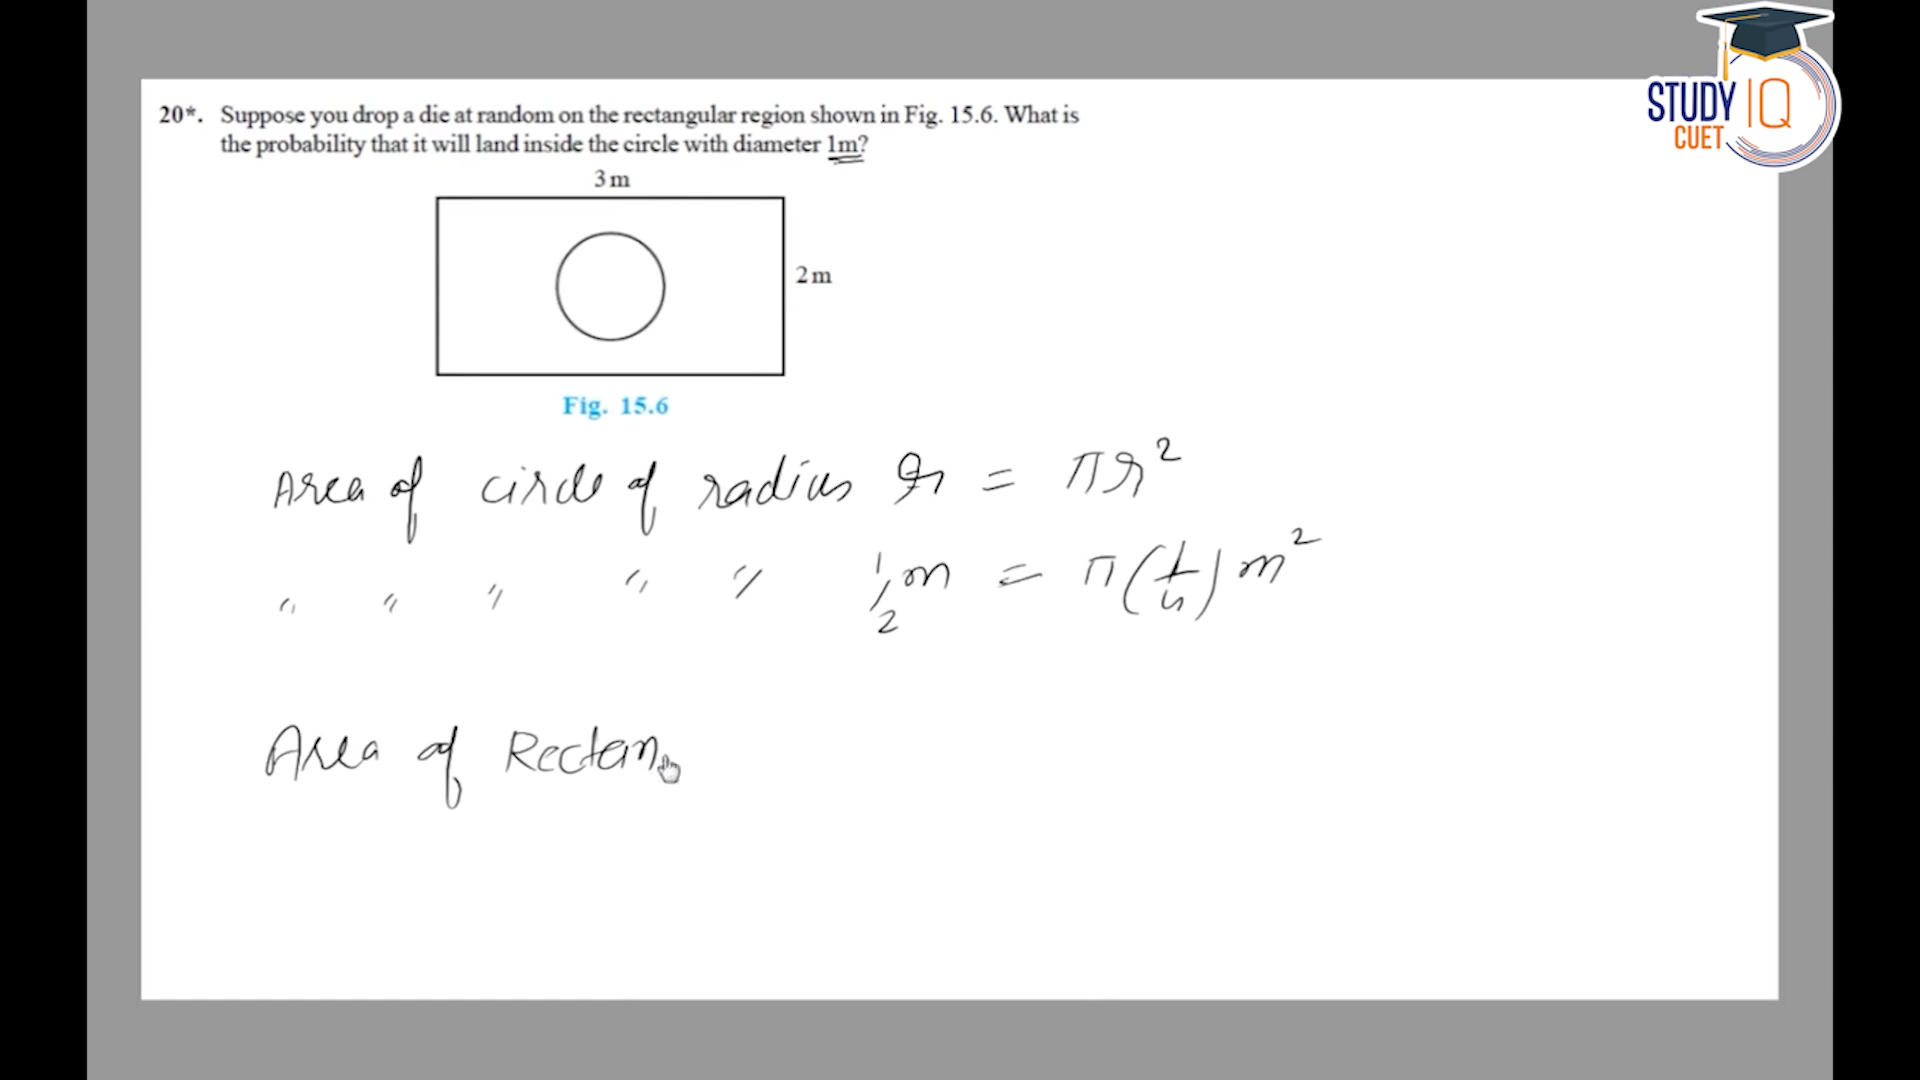 STUDY IQ
CUET
20*. Suppose you drop a die at random on the rectangular region shown in Fig. 15.6. What is
the probability that it will land inside the circle with diameter 1m?
3 m
2 m
Fig. 15.6
Area of circle of radius r = πr²
" " " " " 1/2 m = π(1/4) m²
Area of Rectan